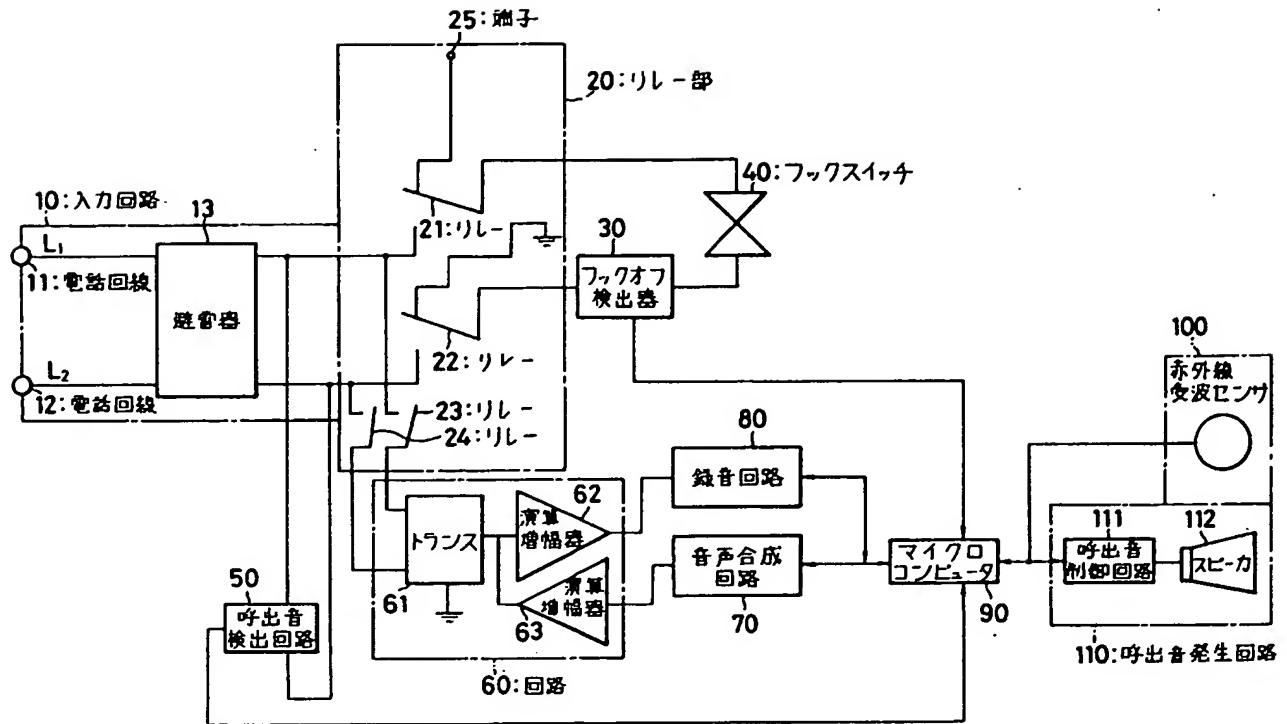 25:端子
20:リレー部
40:フックスイッチ
10:入力回路
13
21:リレー
30
L₁
11:電話回線
避雷器
フックオフ
検出器
22:リレー
100
L₂
12:電話回線
赤外線
受波センサ
23:リレー
24:リレー
80
録音回路
62
演算
増幅器
トランス
61
111
112
呼出音
制御回路
スピーカ
音声合成
回路
70
マイクロ
コンピュータ
90
50
呼出音
検出回路
演算
増幅器
63
60:回路
110:呼出音発生回路